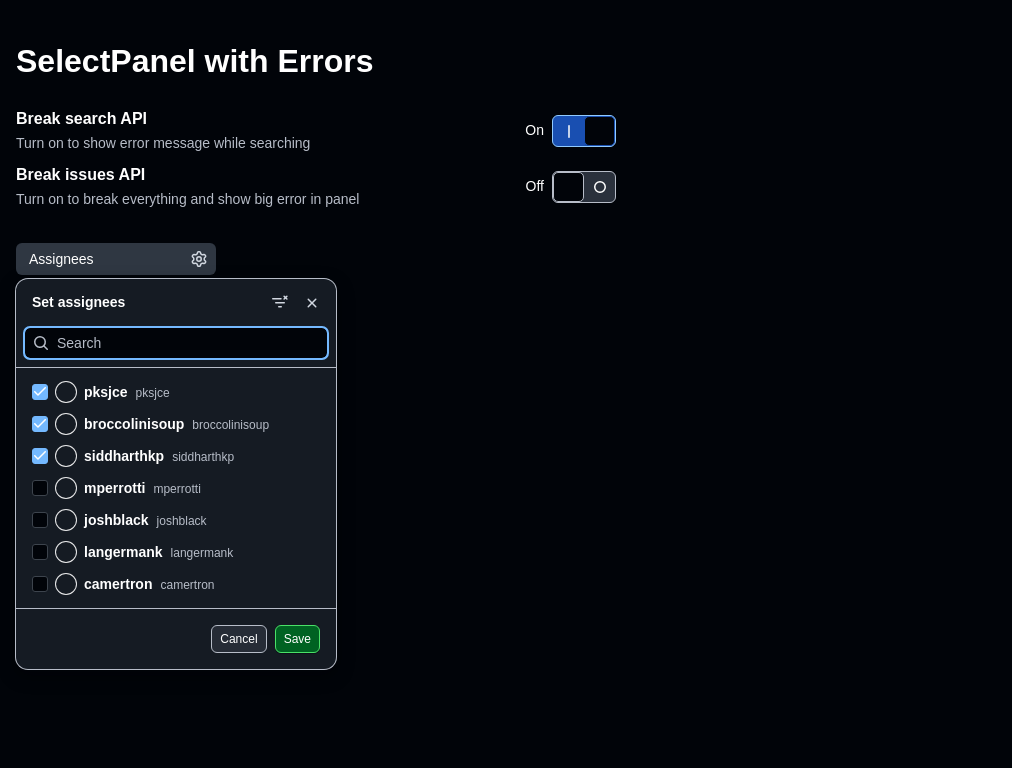 SelectPanel with Errors
Break search API
Turn on to show error message while searching
On
Break issues API
Turn on to break everything and show big error in panel
Off
Assignees
Set assignees
Search
pksjce pksjce
broccolinisoup broccolinisoup
siddharthkp siddharthkp
mperrotti mperrotti
joshblack joshblack
langermank langermank
camertron camertron
Cancel Save